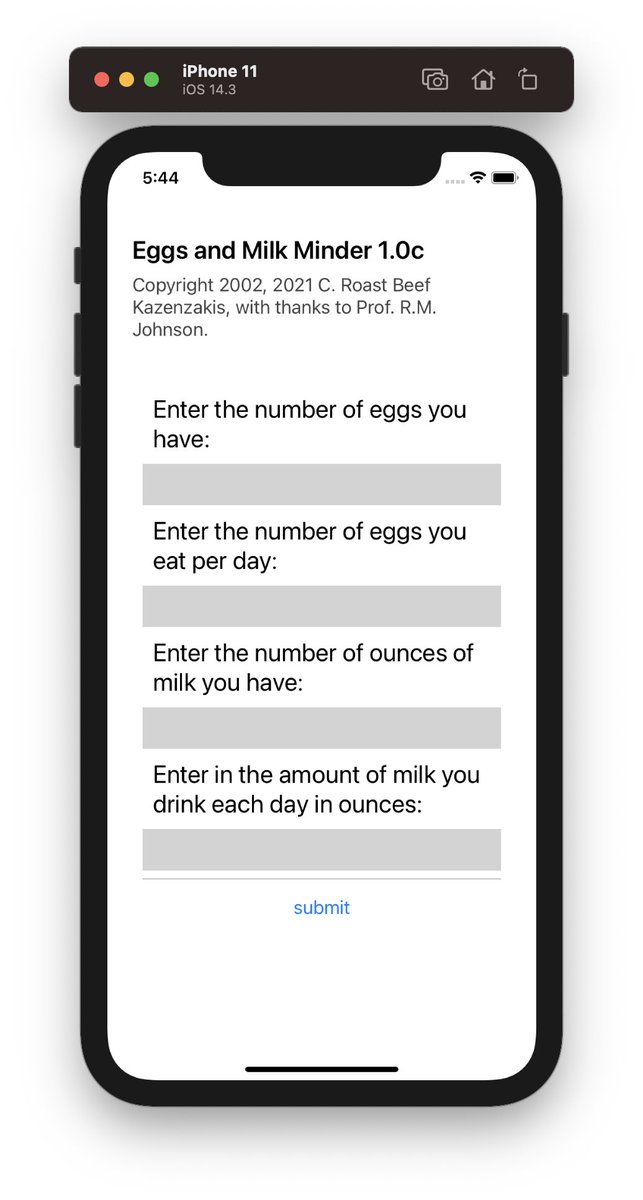 iPhone 11
iOS 14.3
5:44
Eggs and Milk Minder 1.0c
Copyright 2002, 2021 C. Roast Beef
Kazenzakis, with thanks to Prof. R.M.
Johnson.
Enter the number of eggs you
have:
Enter the number of eggs you
eat per day:
Enter the number of ounces of
milk you have:
Enter in the amount of milk you
drink each day in ounces:
submit